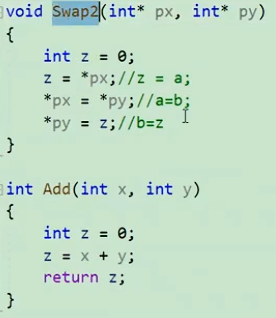 void Swap2(int* px, int* py)
{
int z = 0;
z = *px;//z = a;
*px = *py;//a=b;
*py = z;//b=z
}
int Add(int x, int y)
{
int z = 0;
z = x + y;
return z;
}